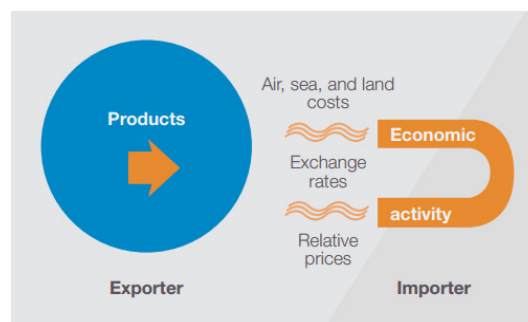 Products
Air, sea, and land
costs
Economic
Exchange
rates
activity
Relative
prices
Exporter
Importer